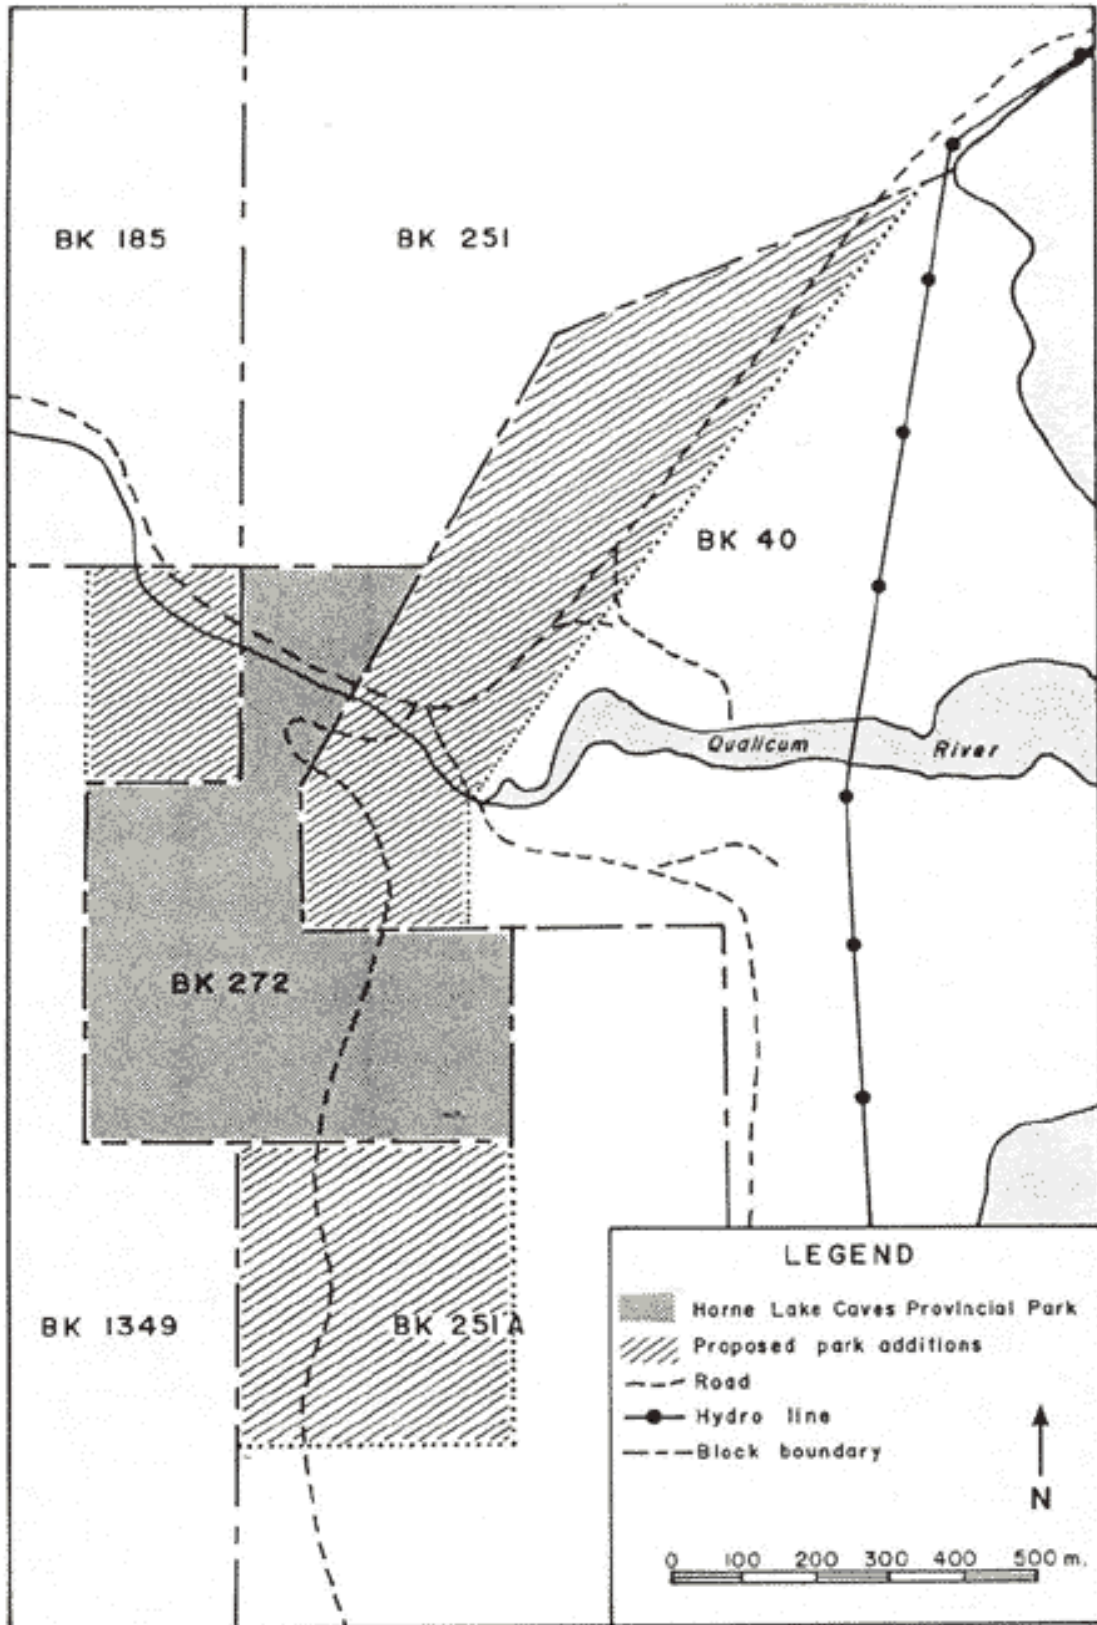 BK 185
BK 251
BK 40
Qualicum River
BK 272
BK 1349
BK 251A
LEGEND
Horne Lake Caves Provincial Park
Proposed park additions
Road
Hydro line
Block boundary
N
0 100 200 300 400 500 m.